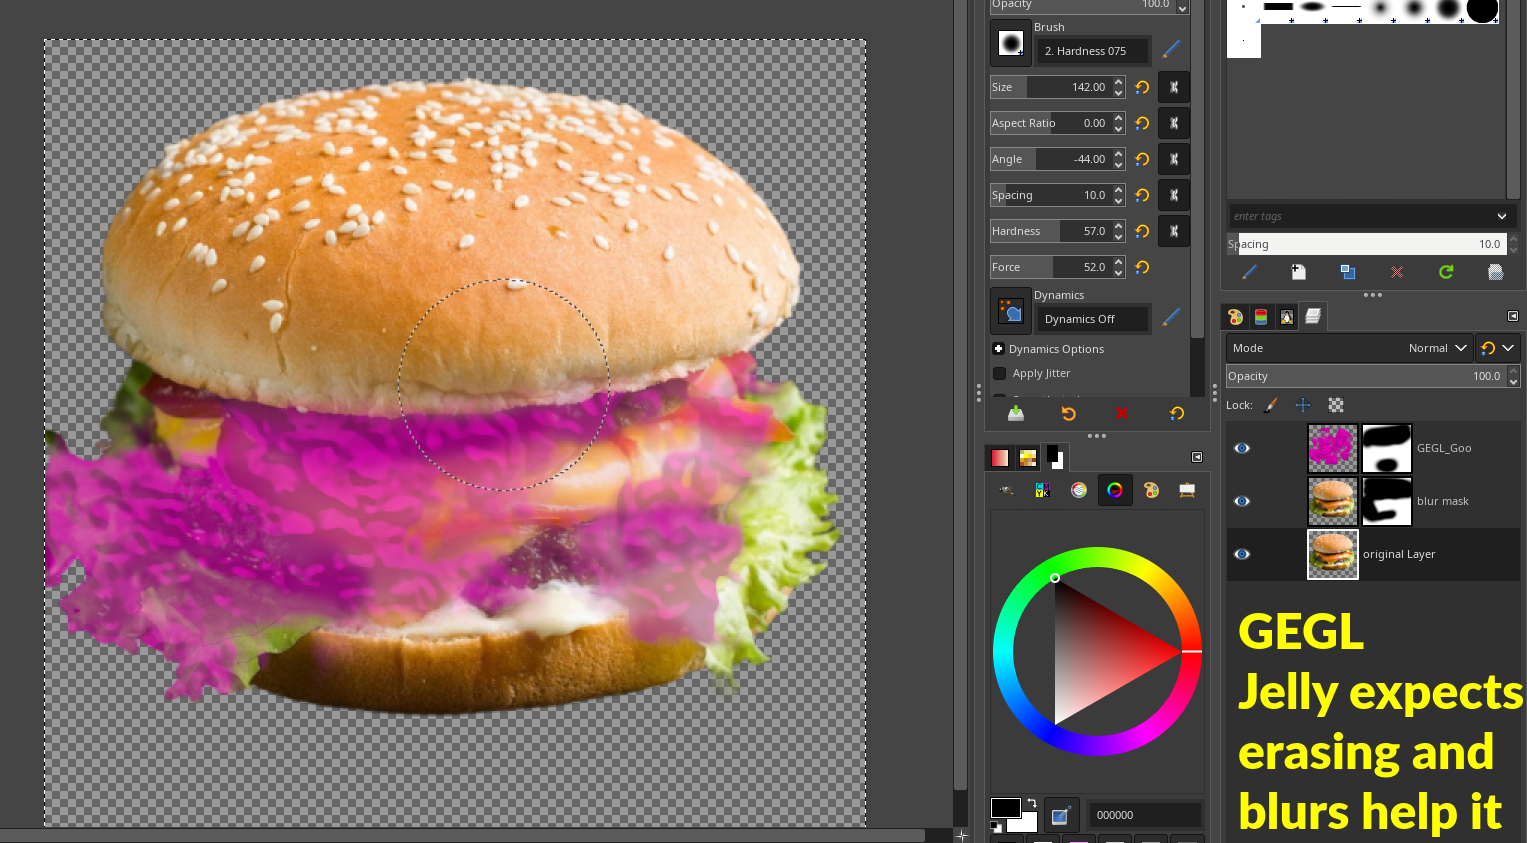 Opacity 100.0
Brush
2. Hardness 075
Size 142.00
Aspect Ratio 0.00
Angle -44.00
Spacing 10.0
Hardness 57.0
Force 52.0
Dynamics
Dynamics Off
Dynamics Options
Apply Jitter
000000
enter tags
Spacing 10.0
Mode Normal
Opacity 100.0
Lock:
GEGL_Goo
blur mask
original Layer
GEGL
Jelly expects
erasing and
blurs help it